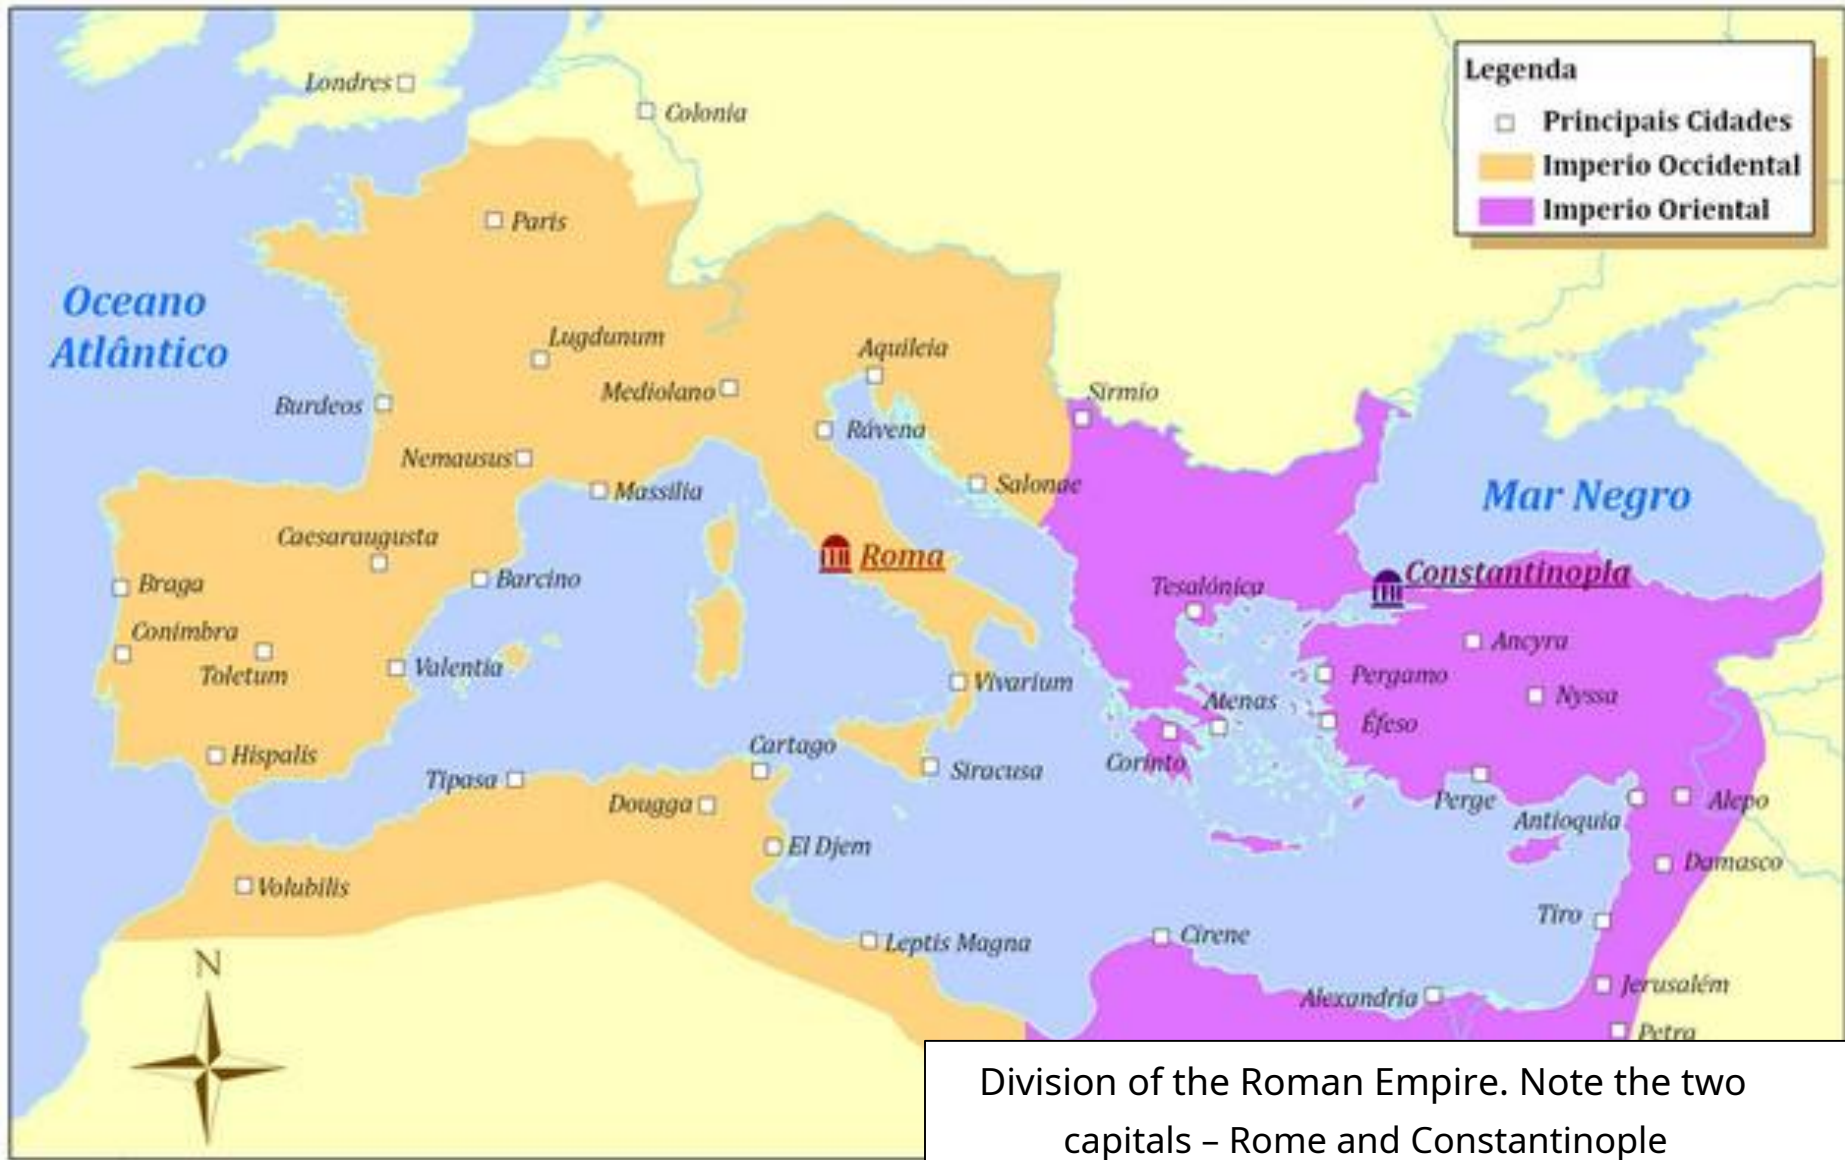 Londres
Colonia
Legenda
Principais Cidades
Imperio Occidental
Imperio Oriental
Paris
Oceano
Atlântico
Lugdunum
Aquileia
Mediolano
Sirmio
Burdeos
Rávena
Nemausus
Massilia
Salonae
Mar Negro
Caesaraugusta
Roma
Constantinopla
Braga
Barcino
Tesalónica
Conimbra
Ancyra
Toletum
Valentia
Vivarium
Pergamo
Nyssa
Atenas
Éfeso
Hispalis
Cartago
Corinto
Siracusa
Tipasa
Dougga
Perge
Alepo
Antioquia
El Djem
Damasco
Volubilis
Tiro
Leptis Magna
Cirene
N
Alexandria
Jerusalém
Petra
Division of the Roman Empire. Note the two
capitals – Rome and Constantinople